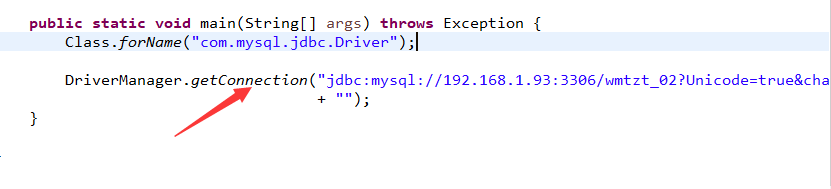 public static void main(String[] args) throws Exception {
Class.forName("com.mysql.jdbc.Driver");
DriverManager.getConnection("jdbc:mysql://192.168.1.93:3306/wmtzt_02?Unicode=true&cha
+ "");
}